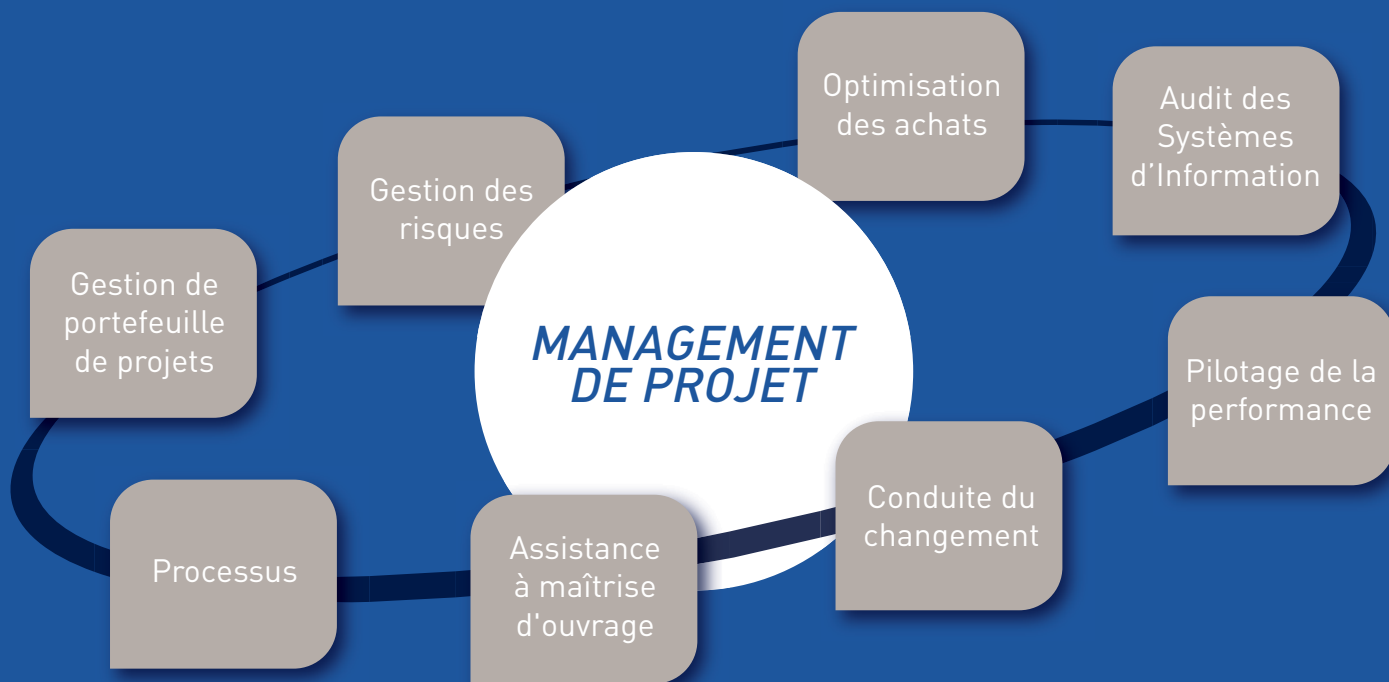 Optimisation
des achats
Audit des
Systèmes
d'Information
Gestion des
risques
Gestion de
portefeuille
de projets
MANAGEMENT
DE PROJET
Pilotage de la
performance
Conduite du
changement
Assistance
à maîtrise
d'ouvrage
Processus